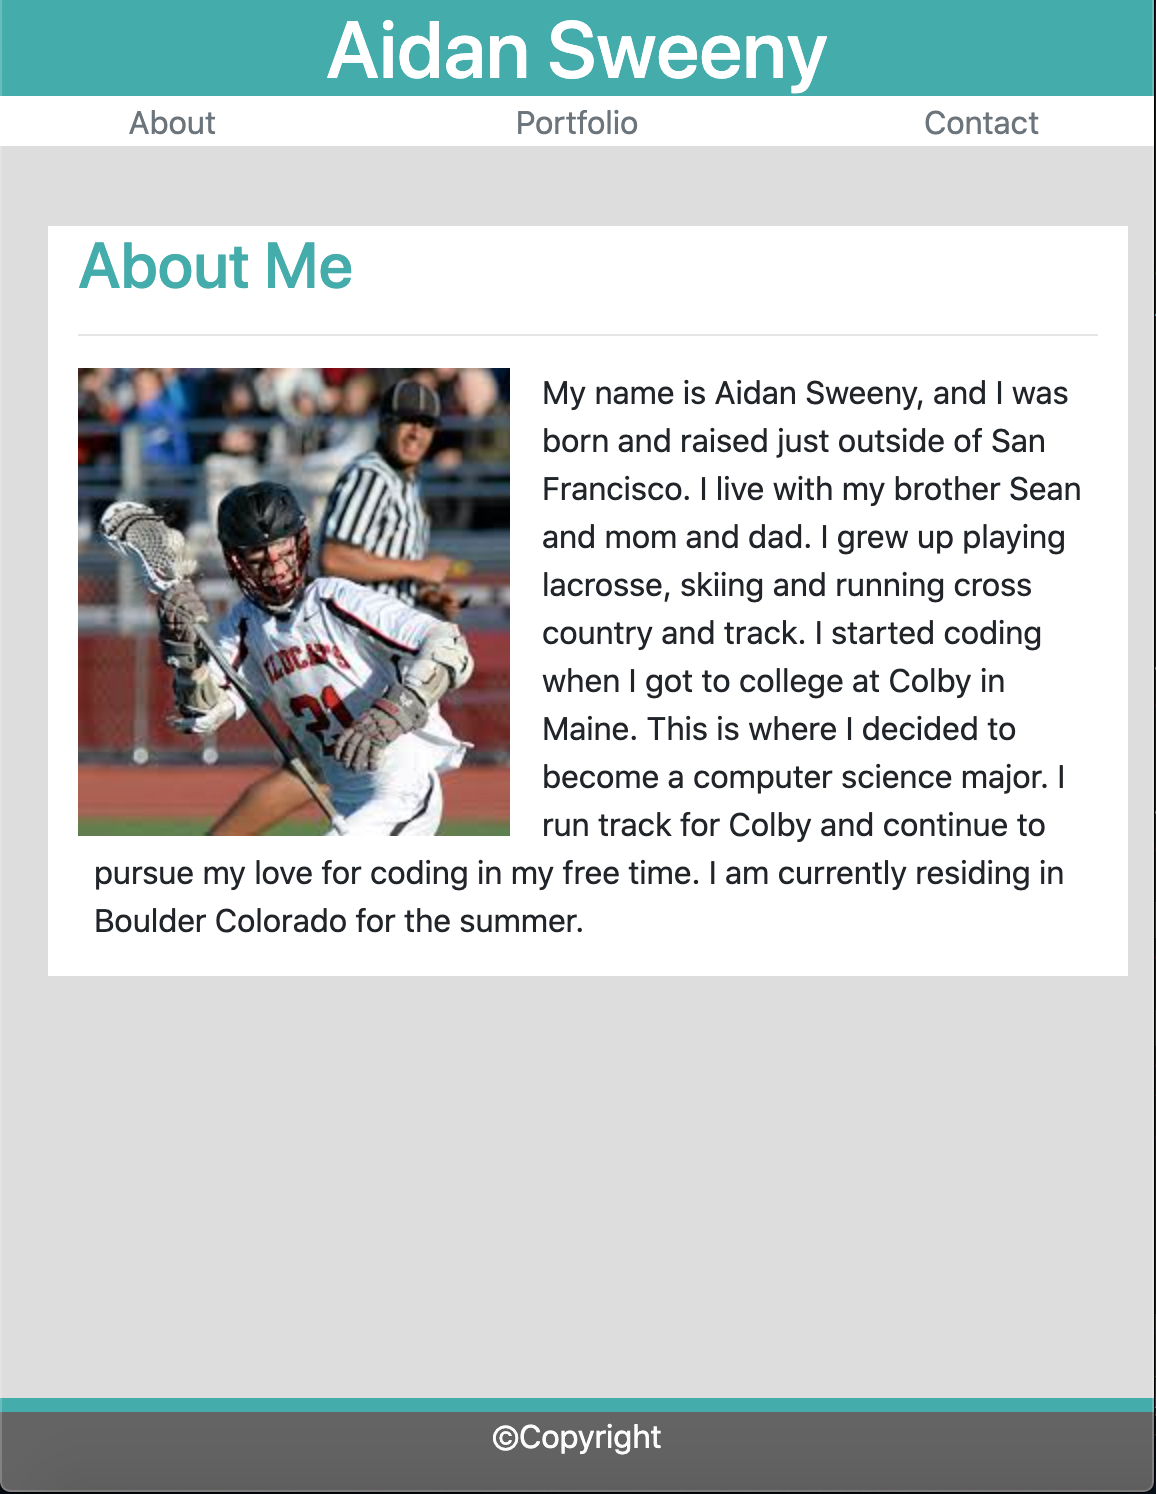 Aidan Sweeny
About Portfolio Contact
About Me
My name is Aidan Sweeny, and I was
born and raised just outside of San
Francisco. I live with my brother Sean
and mom and dad. I grew up playing
lacrosse, skiing and running cross
country and track. I started coding
when I got to college at Colby in
Maine. This is where I decided to
become a computer science major. I
run track for Colby and continue to
pursue my love for coding in my free time. I am currently residing in
Boulder Colorado for the summer.
21
©Copyright